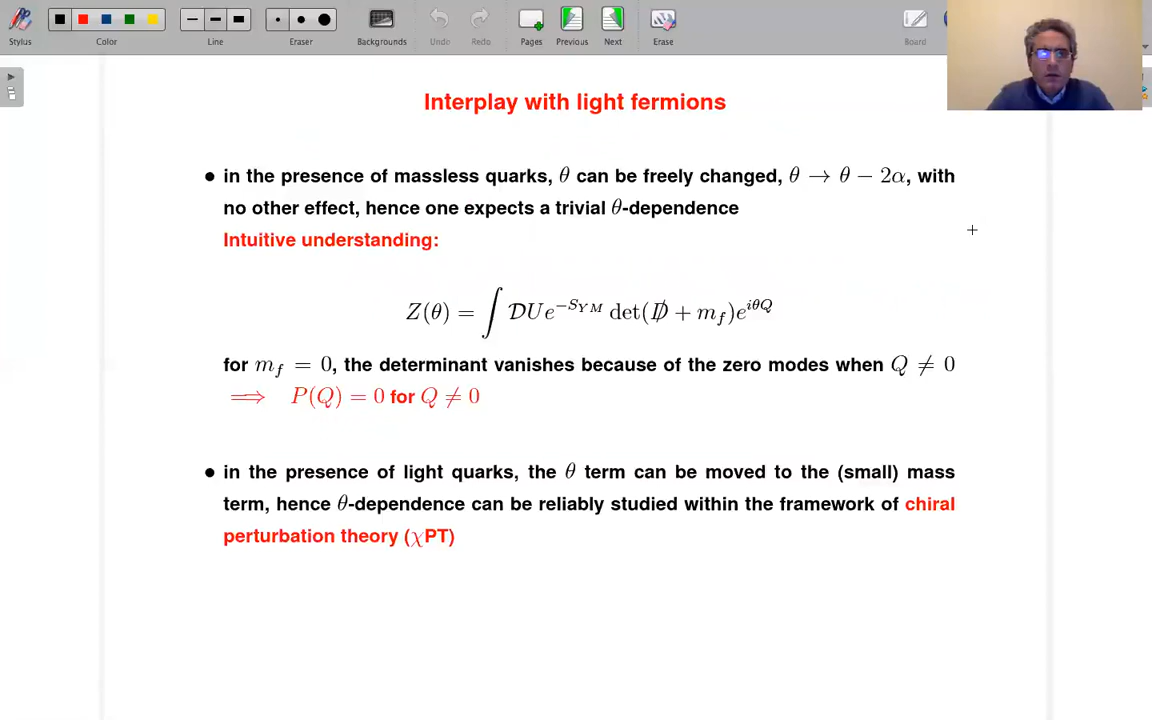 Stylus
Color
Line
Eraser
Backgrounds
Undo
Redo
Pages
Previous
Next
Erase
Board
Interplay with light fermions
• in the presence of massless quarks, θ can be freely changed, θ → θ − 2α, with
no other effect, hence one expects a trivial θ-dependence
Intuitive understanding:
Z(θ) = ∫ 𝒟U e^{−S_{YM}} det(D̸ + m_f) e^{iθQ}
for m_f = 0, the determinant vanishes because of the zero modes when Q ≠ 0
⟹ P(Q) = 0 for Q ≠ 0
• in the presence of light quarks, the θ term can be moved to the (small) mass
term, hence θ-dependence can be reliably studied within the framework of chiral
perturbation theory (χPT)